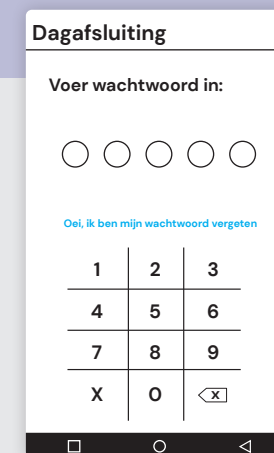 Dagafsluiting
Voer wachtwoord in:
Oei, ik ben mijn wachtwoord vergeten
1 2 3
4 5 6
7 8 9
X 0 x